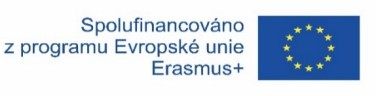 Spolufinancováno
z programu Evropské unie
Erasmus+